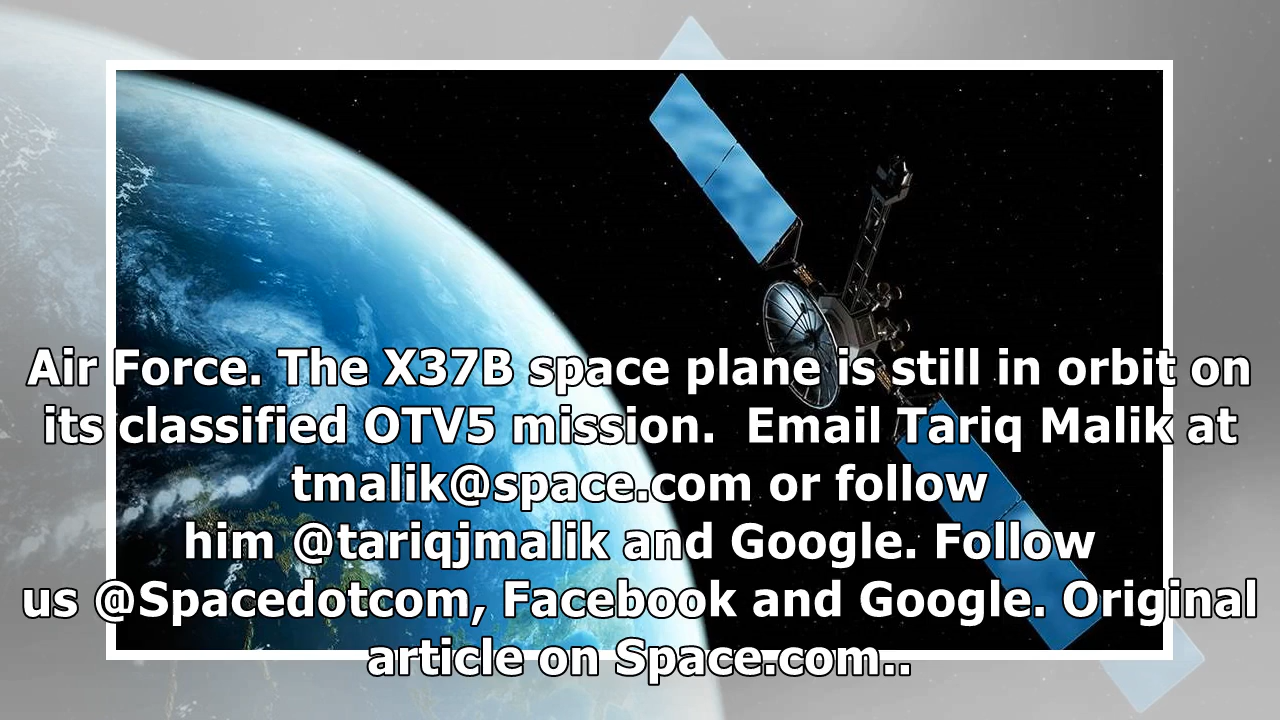 Air Force. The X37B space plane is still in orbit on
its classified OTV5 mission.  Email Tariq Malik at
tmalik@space.com or follow
him @tariqjmalik and Google. Follow
us @Spacedotcom, Facebook and Google. Original
article on Space.com..